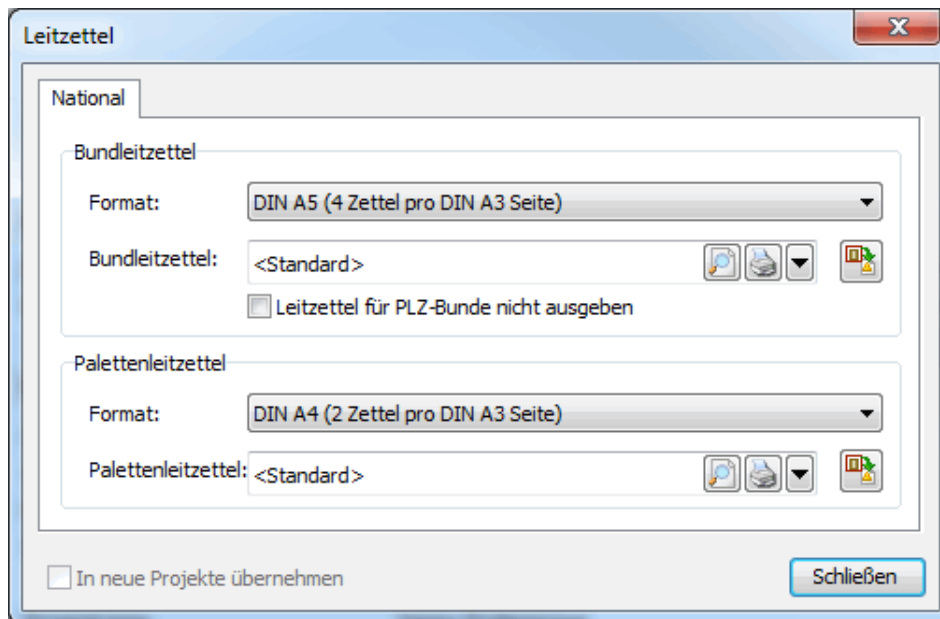 Leitzettel
National
Bundleitzettel
Format: DIN A5 (4 Zettel pro DIN A3 Seite)
Bundleitzettel: <Standard>
Leitzettel für PLZ-Bunde nicht ausgeben
Palettenleitzettel
Format: DIN A4 (2 Zettel pro DIN A3 Seite)
Palettenleitzettel: <Standard>
In neue Projekte übernehmen Schließen